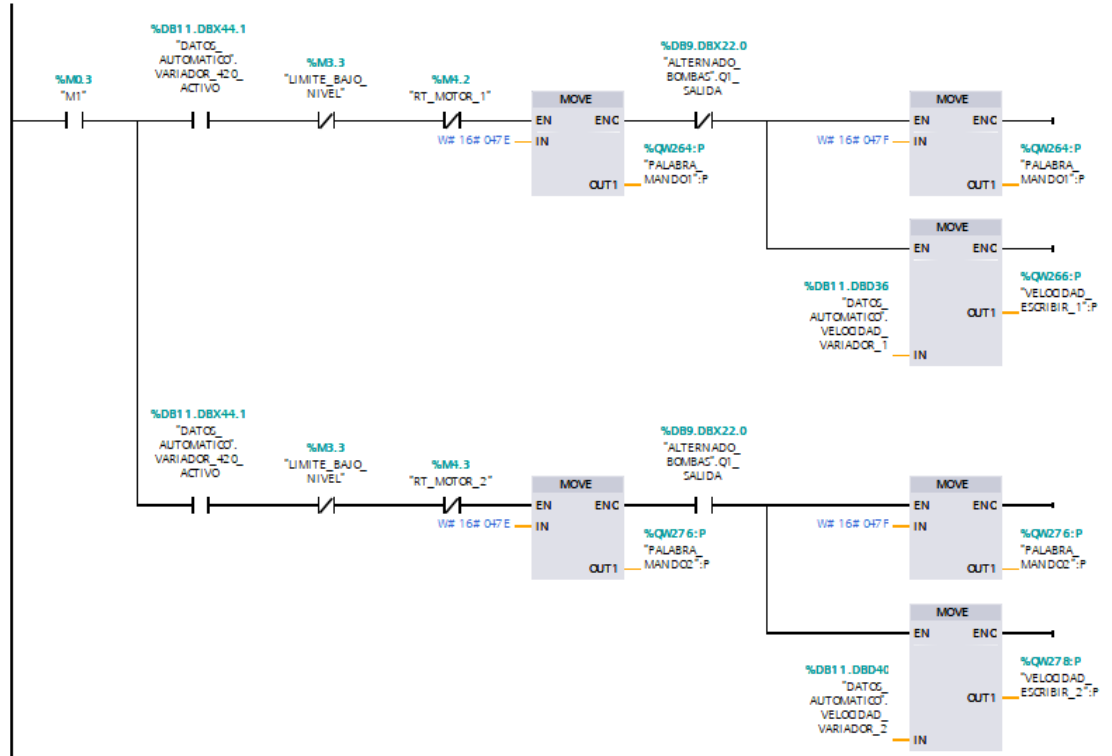 %DB11.DBX44.1
"DATOS_
AUTOMATICO".
VARIADOR_420_
ACTIVO
%M0.3
"M1"
%M3.3
"LIMITE_BAJO_
NIVEL"
%M4.2
"RT_MOTOR_1"
MOVE
EN ENO
W#16#047E IN
OUT1
%QW264:P
"PALABRA_
MANDO1":P
%DB9.DBX22.0
"ALTERNADO_
BOMBAS".Q1_
SALIDA
MOVE
EN ENO
W#16#047F IN
OUT1
%QW264:P
"PALABRA_
MANDO1":P
MOVE
EN ENO
OUT1
%QW266:P
"VELOCIDAD_
ESCRIBIR_1":P
%DB11.DBD36
"DATOS_
AUTOMATICO".
VELOCIDAD_
VARIADOR_1
IN
%DB11.DBX44.1
"DATOS_
AUTOMATICO".
VARIADOR_420_
ACTIVO
%M3.3
"LIMITE_BAJO_
NIVEL"
%M4.3
"RT_MOTOR_2"
MOVE
EN ENO
W#16#047E IN
OUT1
%QW276:P
"PALABRA_
MANDO2":P
%DB9.DBX22.0
"ALTERNADO_
BOMBAS".Q1_
SALIDA
MOVE
EN ENO
W#16#047F IN
OUT1
%QW276:P
"PALABRA_
MANDO2":P
MOVE
EN ENO
OUT1
%QW278:P
"VELOCIDAD_
ESCRIBIR_2":P
%DB11.DBD40
"DATOS_
AUTOMATICO".
VELOCIDAD_
VARIADOR_2
IN